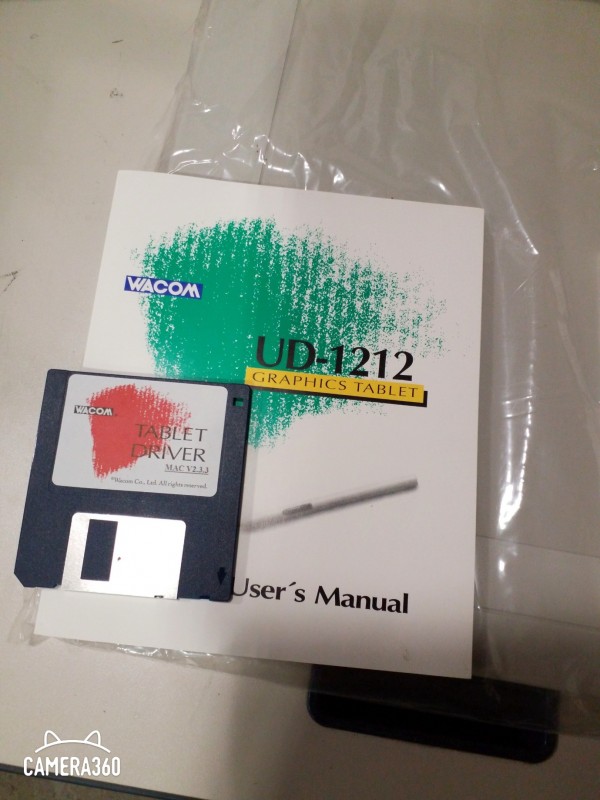 WACOM
UD-1212
GRAPHICS TABLET
WACOM
TABLET
DRIVER
MAC V2.3.3
©Wacom Co., Ltd. All rights reserved.
User´s Manual
CAMERA360